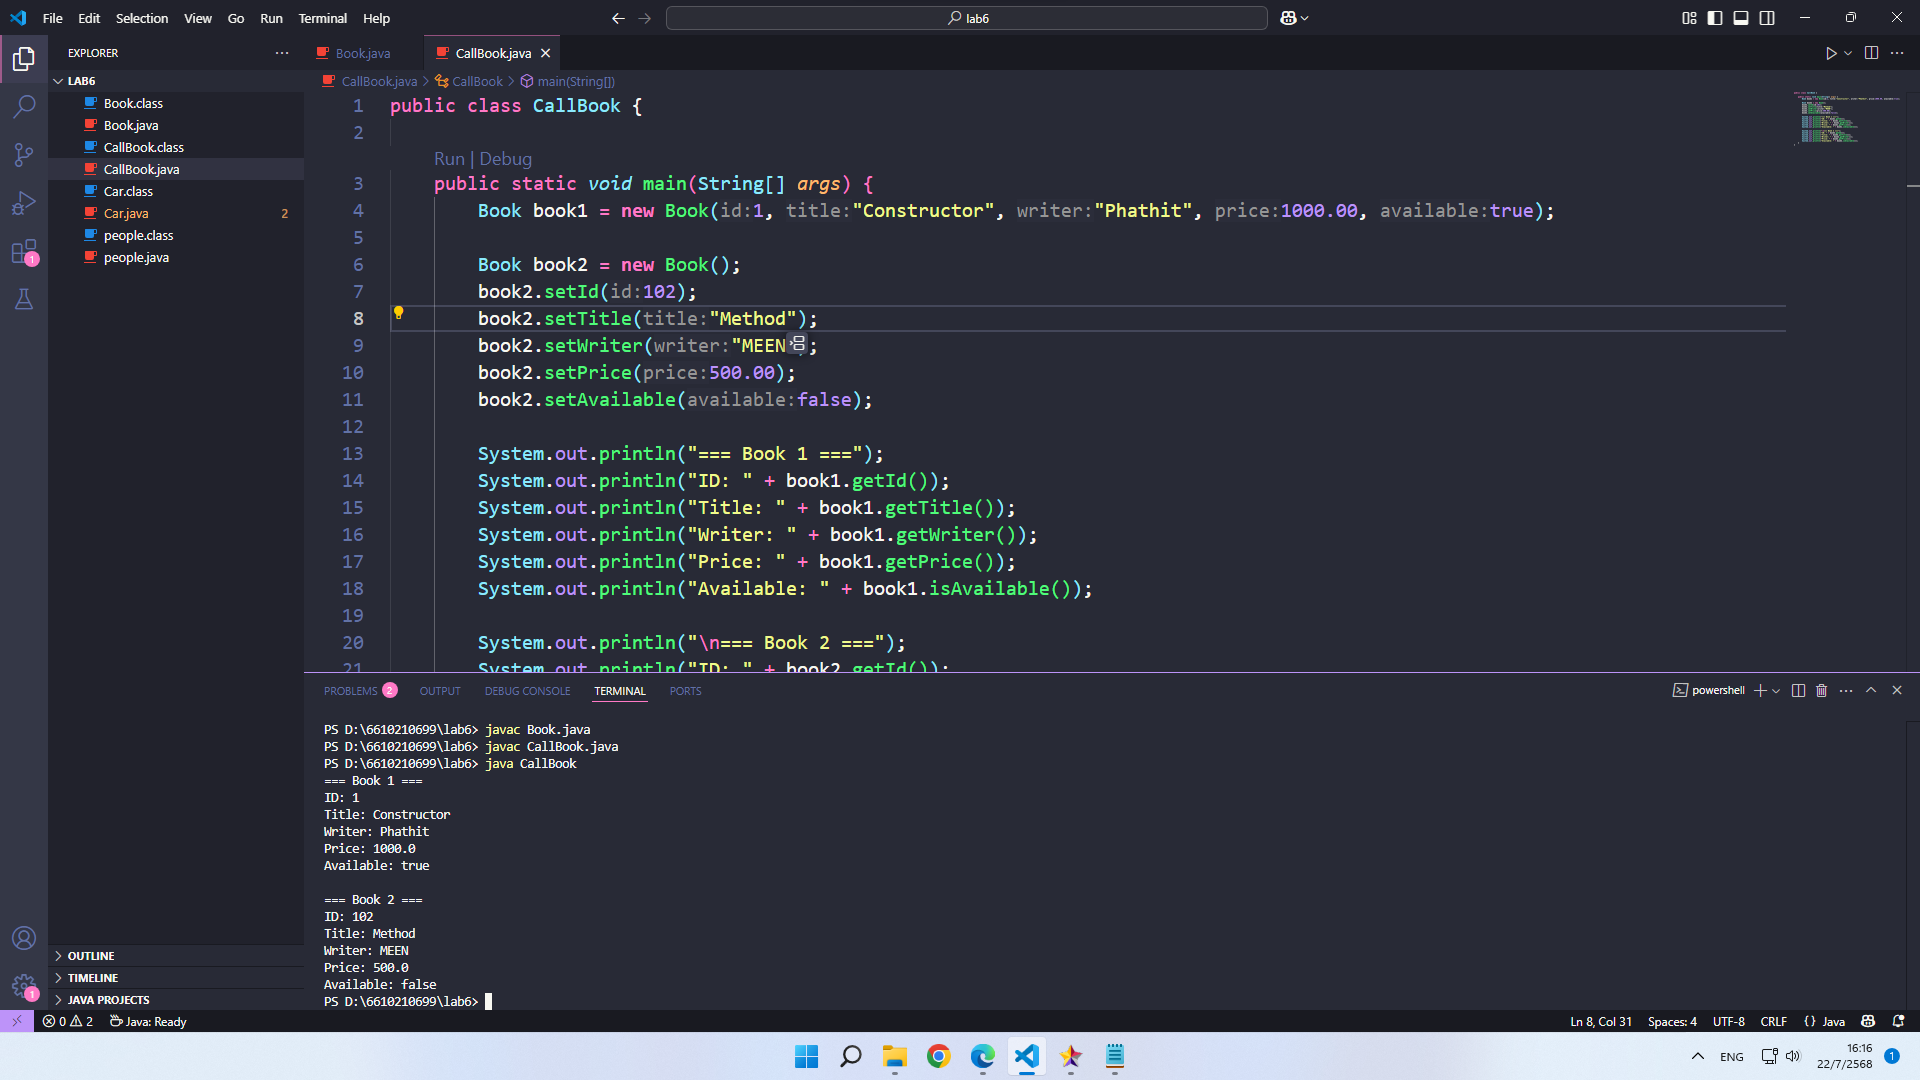 File Edit Selection View Go Run Terminal Help
lab6
EXPLORER
LAB6
Book.class
Book.java
CallBook.class
CallBook.java
Car.class
Car.java 2
people.class
people.java
OUTLINE
TIMELINE
JAVA PROJECTS
1
1
Book.java
CallBook.java
CallBook.java > CallBook > main(String[])
1 public class CallBook {
2
Run | Debug
3 public static void main(String[] args) {
4 Book book1 = new Book(id:1, title:"Constructor", writer:"Phathit", price:1000.00, available:true);
5
6 Book book2 = new Book();
7 book2.setId(id:102);
8 book2.setTitle(title:"Method");
9 book2.setWriter(writer:"MEEN ;
10 book2.setPrice(price:500.00);
11 book2.setAvailable(available:false);
12
13 System.out.println("=== Book 1 ===");
14 System.out.println("ID: " + book1.getId());
15 System.out.println("Title: " + book1.getTitle());
16 System.out.println("Writer: " + book1.getWriter());
17 System.out.println("Price: " + book1.getPrice());
18 System.out.println("Available: " + book1.isAvailable());
19
20 System.out.println("\n=== Book 2 ===");
21 System.out.println("ID: " + book2.getId());
PROBLEMS 2 OUTPUT DEBUG CONSOLE TERMINAL PORTS
powershell
PS D:\6610210699\lab6> javac Book.java
PS D:\6610210699\lab6> javac CallBook.java
PS D:\6610210699\lab6> java CallBook
=== Book 1 ===
ID: 1
Title: Constructor
Writer: Phathit
Price: 1000.0
Available: true
=== Book 2 ===
ID: 102
Title: Method
Writer: MEEN
Price: 500.0
Available: false
PS D:\6610210699\lab6>
0 2 Java: Ready
Ln 8, Col 31 Spaces: 4 UTF-8 CRLF {} Java
ENG
16:16
22/7/2568
1